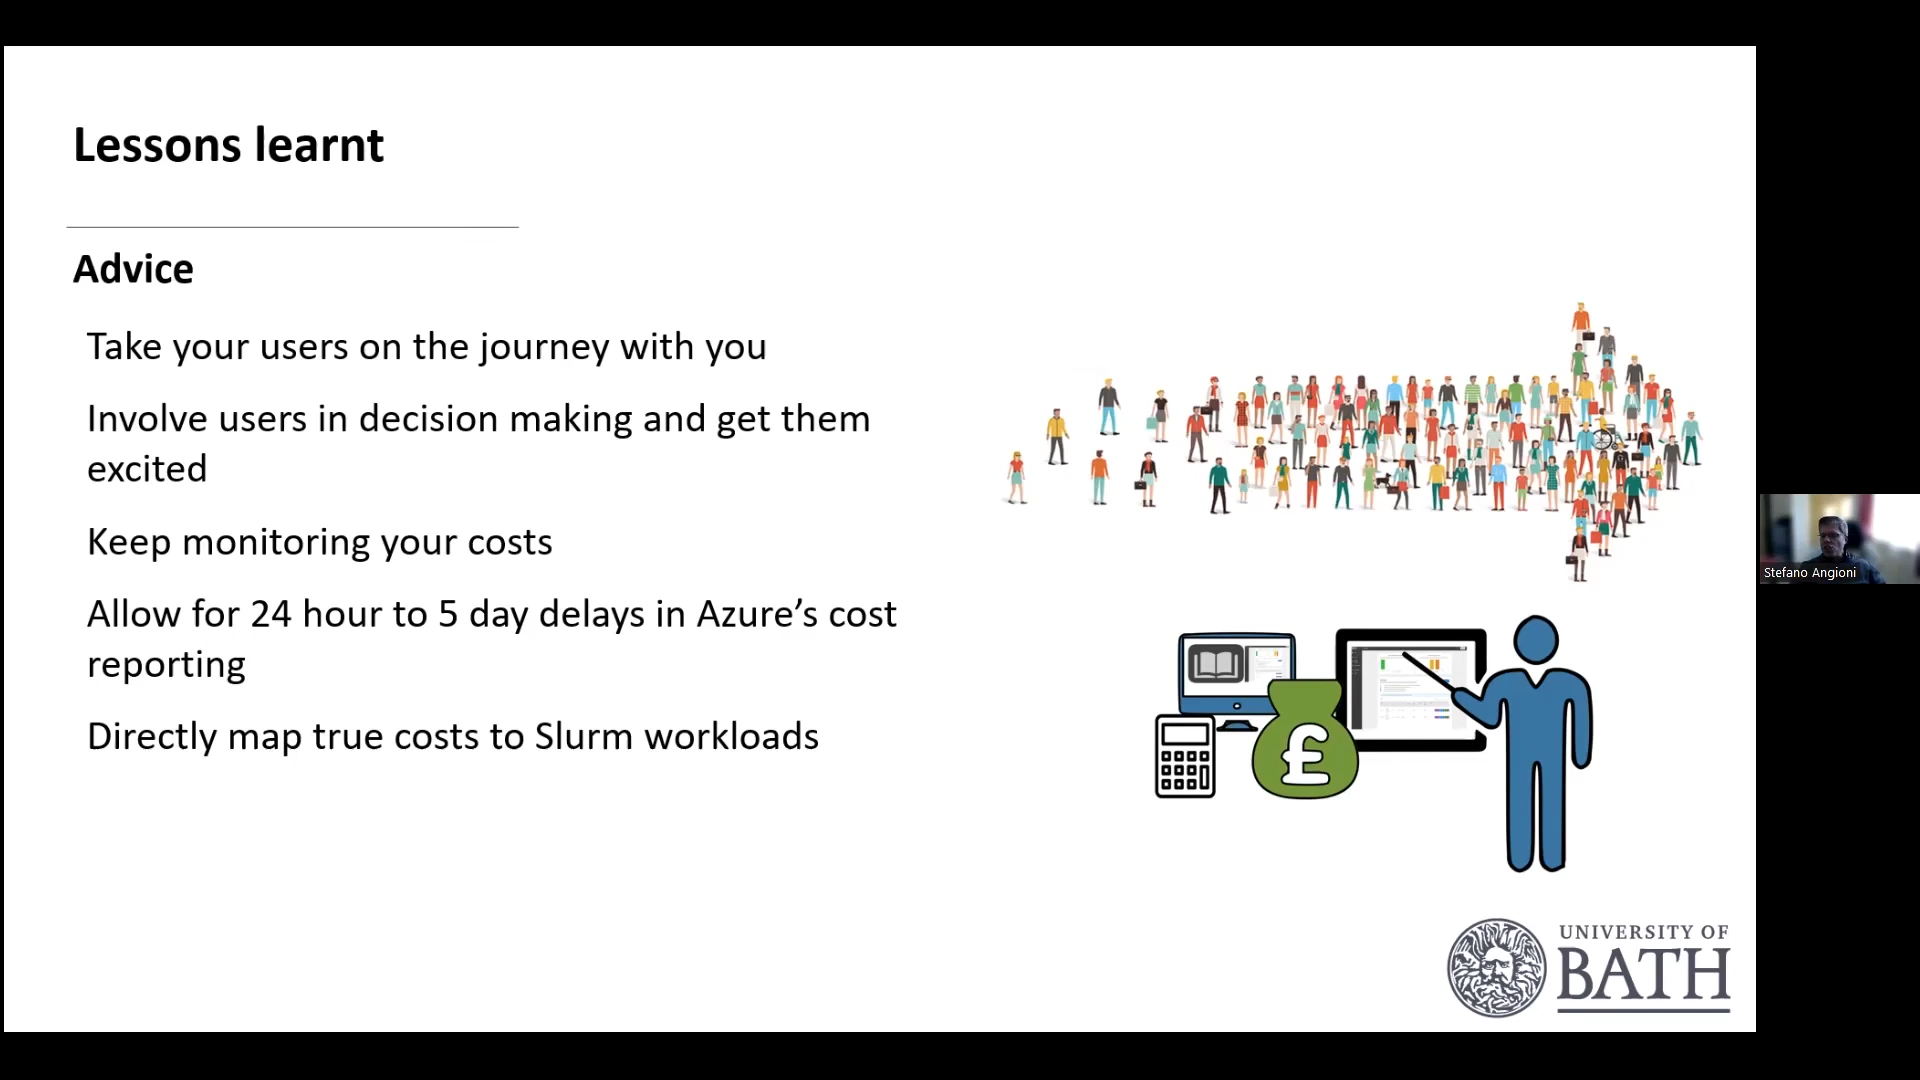 Lessons learnt
Advice
Take your users on the journey with you
Involve users in decision making and get them
excited
Keep monitoring your costs
Allow for 24 hour to 5 day delays in Azure’s cost
reporting
Directly map true costs to Slurm workloads
£
UNIVERSITY OF
BATH
Stefano Angioni